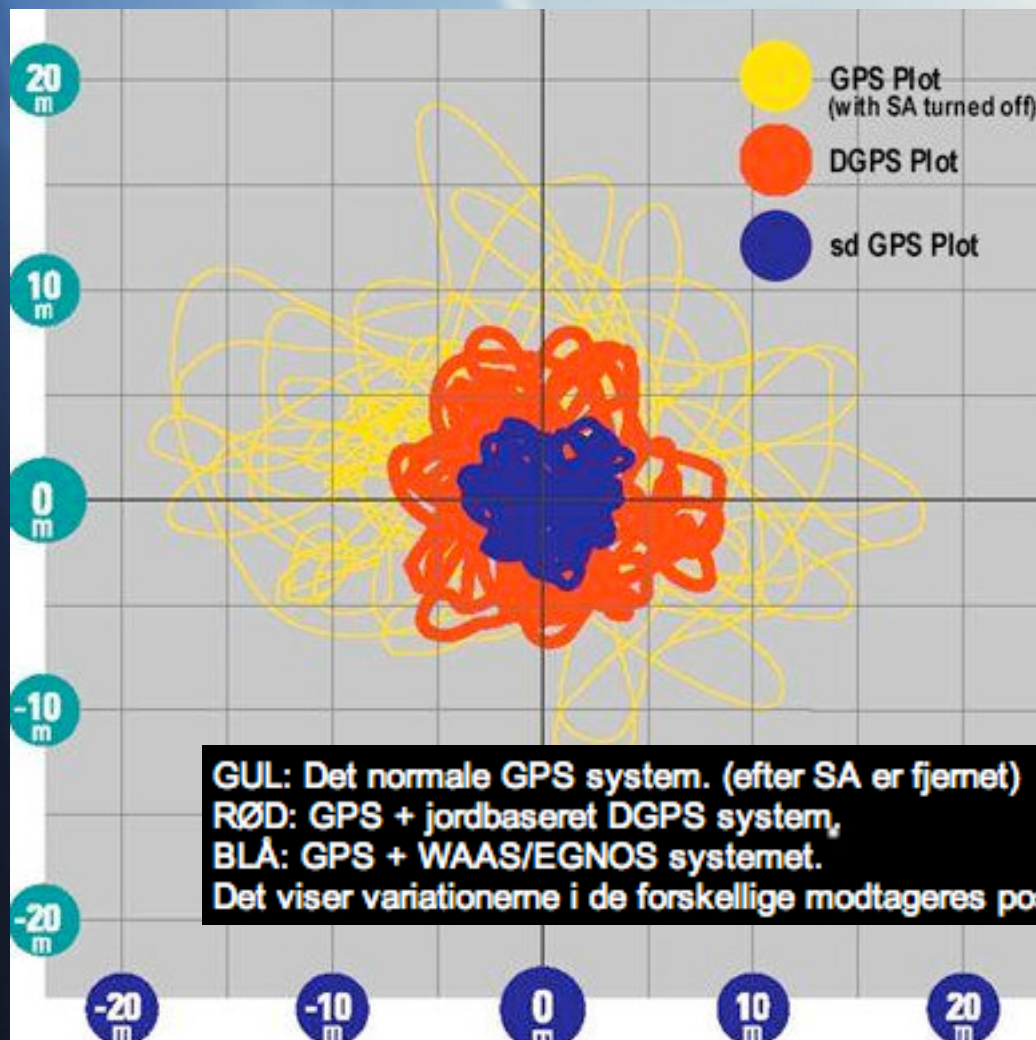 20
m
GPS Plot
(with SA turned off)
DGPS Plot
sd GPS Plot
10
m
0
m
-10
m
GUL: Det normale GPS system. (efter SA er fjernet)
RØD: GPS + jordbaseret DGPS system,
BLÅ: GPS + WAAS/EGNOS systemet.
Det viser variationerne i de forskellige modtageres
-20
m
-20
m
-10
m
0
m
10
m
20
m